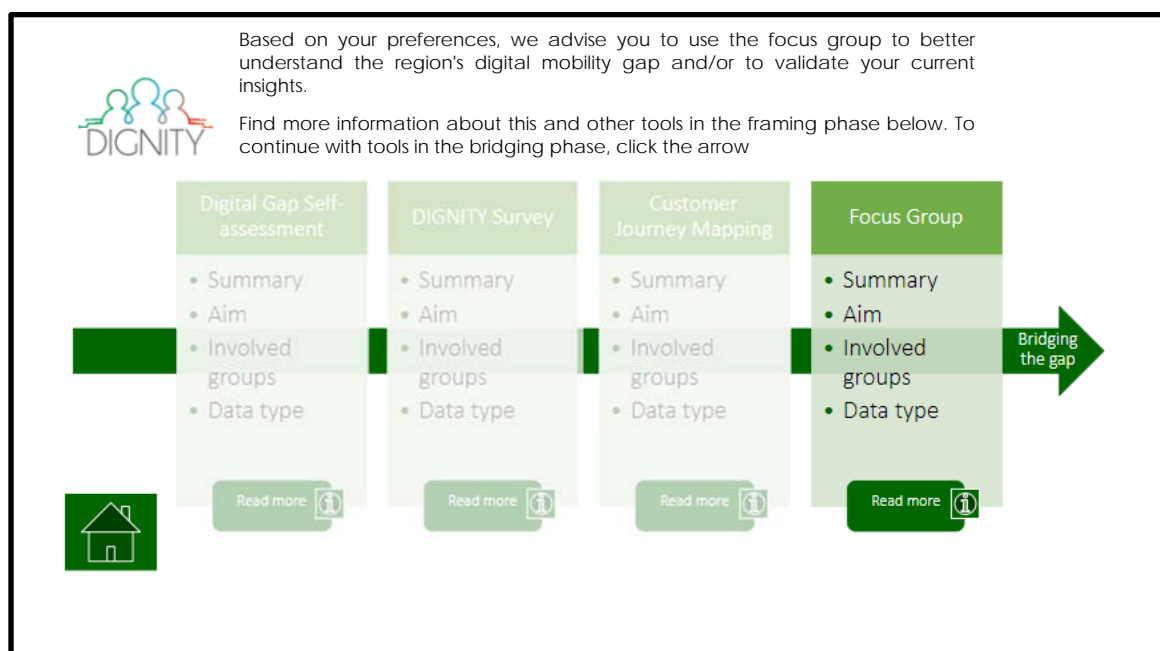 Based on your preferences, we advise you to use the focus group to better
understand the region's digital mobility gap and/or to validate your current
insights.
Find more information about this and other tools in the framing phase below. To
continue with tools in the bridging phase, click the arrow
DIGNITY
Digital Gap Self-
assessment
• Summary
• Aim
• Involved
groups
• Data type
Read more
DIGNITY Survey
• Summary
• Aim
• Involved
groups
• Data type
Read more
Customer
Journey Mapping
• Summary
• Aim
• Involved
groups
• Data type
Read more
Focus Group
• Summary
• Aim
• Involved
groups
• Data type
Read more
Bridging
the gap